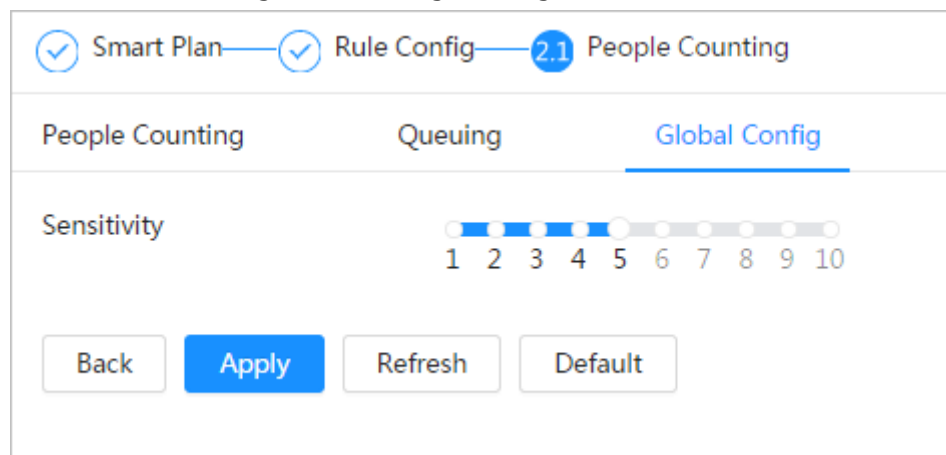 Smart Plan Rule Config 2.1 People Counting
People Counting Queuing Global Config
Sensitivity
1 2 3 4 5 6 7 8 9 10
Back Apply Refresh Default